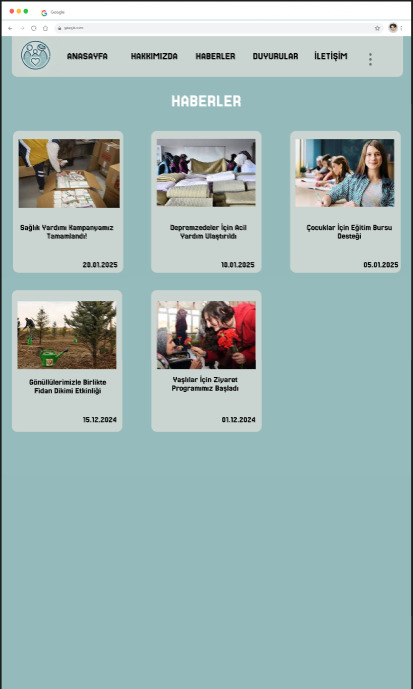 Google
google.com
ANASAYFA
HAKKIMIZDA
HABERLER
DUYURULAR
İLETİŞİM
HABERLER
Sağlık Yardımı Kampanyamız
Tamamlandı!
20.01.2025
Depremzedeler İçin Acil
Yardım Ulaştırıldı
10.01.2025
Çocuklar İçin Eğitim Bursu
Desteği
05.01.2025
Gönüllülerimizle Birlikte
Fidan Dikimi Etkinliği
15.12.2024
Yaşlılar İçin Ziyaret
Programımız Başladı
01.12.2024